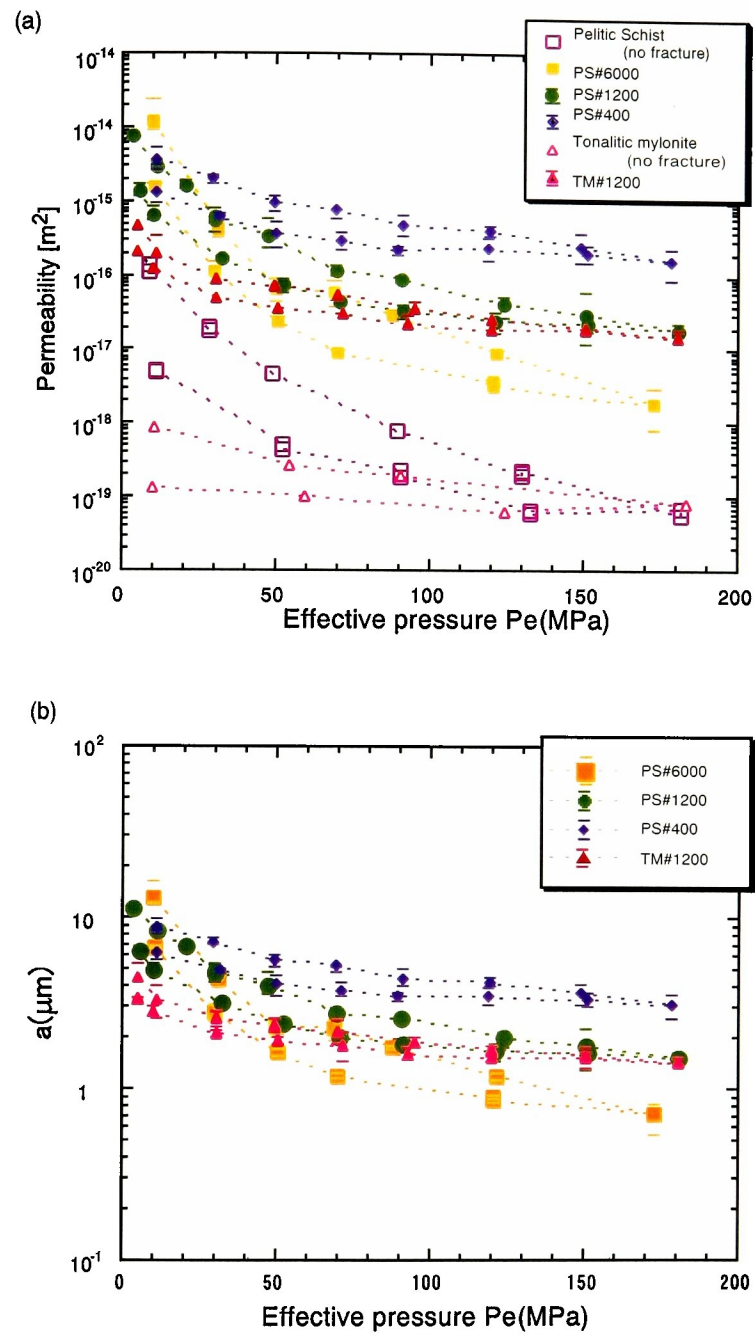 (a)
Pelitic Schist
(no fracture)
PS#6000
PS#1200
PS#400
Tonalitic mylonite
(no fracture)
TM#1200
Permeability [m²]
10⁻¹⁴
10⁻¹⁴
10⁻¹⁵
10⁻¹⁶
10⁻¹⁷
10⁻¹⁸
10⁻¹⁹
10⁻²⁰
0 50 100 150 200
Effective pressure Pe(MPa)
(b)
PS#6000
PS#1200
PS#400
TM#1200
a(μm)
10²
10
1
10⁻¹
0 50 100 150 200
Effective pressure Pe(MPa)